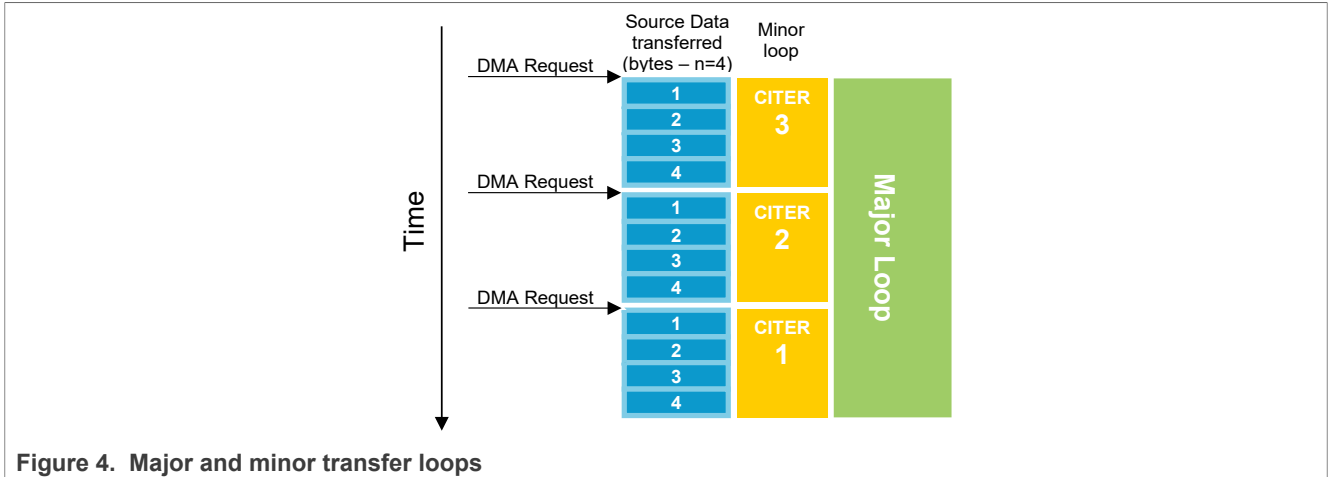 Source Data
transferred
(bytes – n=4)
Minor
loop
DMA Request
1
2
3
4
CITER
3
DMA Request
1
2
3
4
CITER
2
DMA Request
1
2
3
4
CITER
1
Major Loop
Time
Figure 4. Major and minor transfer loops